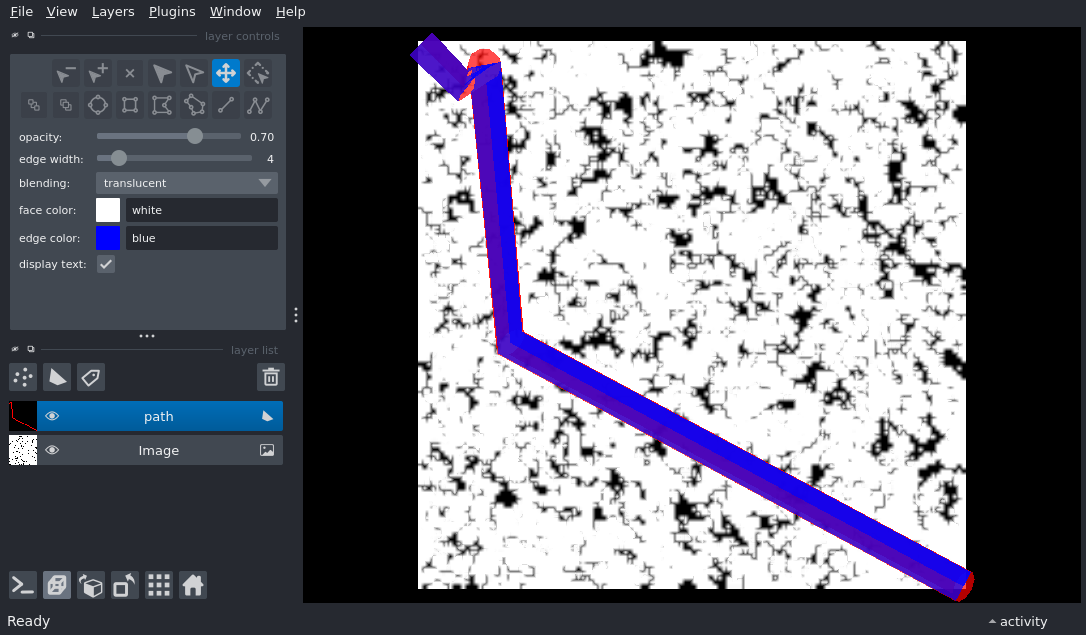 File View Layers Plugins Window Help
layer controls
opacity: 0.70
edge width: 4
blending: translucent
face color: white
edge color: blue
display text:
layer list
path
Image
Ready activity